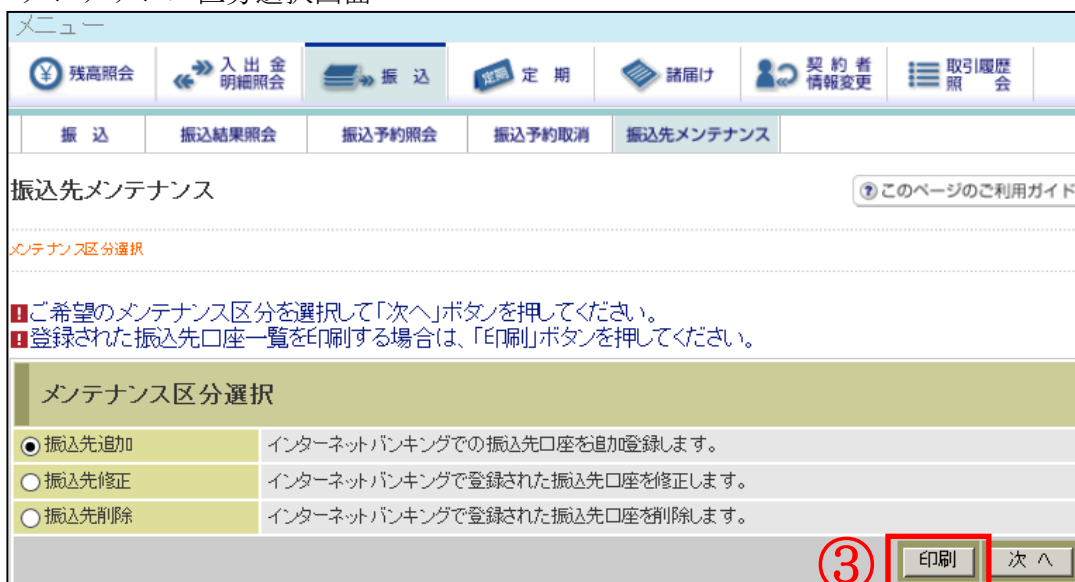 メニュー
残高照会 入出金明細照会 振込 定期 定期 諸届け 契約者情報変更 取引履歴照会
振込 振込結果照会 振込予約照会 振込予約取消 振込先メンテナンス
振込先メンテナンス ? このページのご利用ガイド
メンテナンス区分選択
!ご希望のメンテナンス区分を選択して「次へ」ボタンを押してください。
!登録された振込先口座一覧を印刷する場合は、「印刷」ボタンを押してください。
メンテナンス区分選択
振込先追加 インターネットバンキングでの振込先口座を追加登録します。
振込先修正 インターネットバンキングで登録された振込先口座を修正します。
振込先削除 インターネットバンキングで登録された振込先口座を削除します。
③ 印刷 次へ